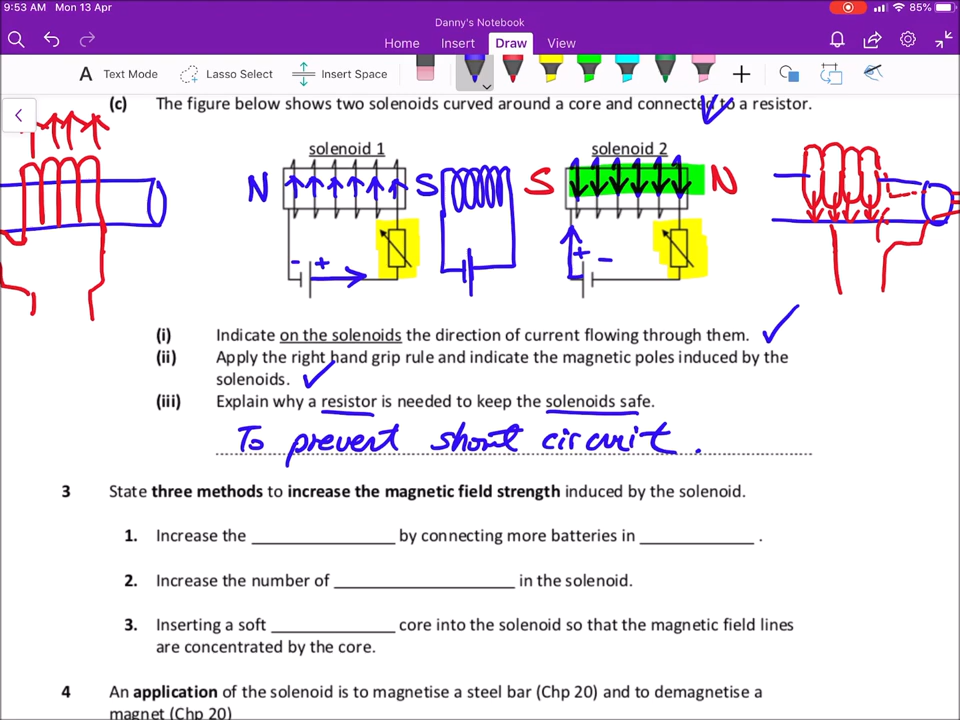 9:53 AM Mon 13 Apr
85%
Danny's Notebook
Home Insert Draw View
A Text Mode Lasso Select Insert Space
(c) The figure below shows two solenoids curved around a core and connected to a resistor.
solenoid 1 solenoid 2
N S S N
- + + -
(i) Indicate on the solenoids the direction of current flowing through them.
(ii) Apply the right hand grip rule and indicate the magnetic poles induced by the
solenoids.
(iii) Explain why a resistor is needed to keep the solenoids safe.
To prevent short circuit.
3 State three methods to increase the magnetic field strength induced by the solenoid.
1. Increase the ________________ by connecting more batteries in _____________ .
2. Increase the number of ____________________ in the solenoid.
3. Inserting a soft ______________ core into the solenoid so that the magnetic field lines
are concentrated by the core.
4 An application of the solenoid is to magnetise a steel bar (Chp 20) and to demagnetise a
magnet (Chp 20)